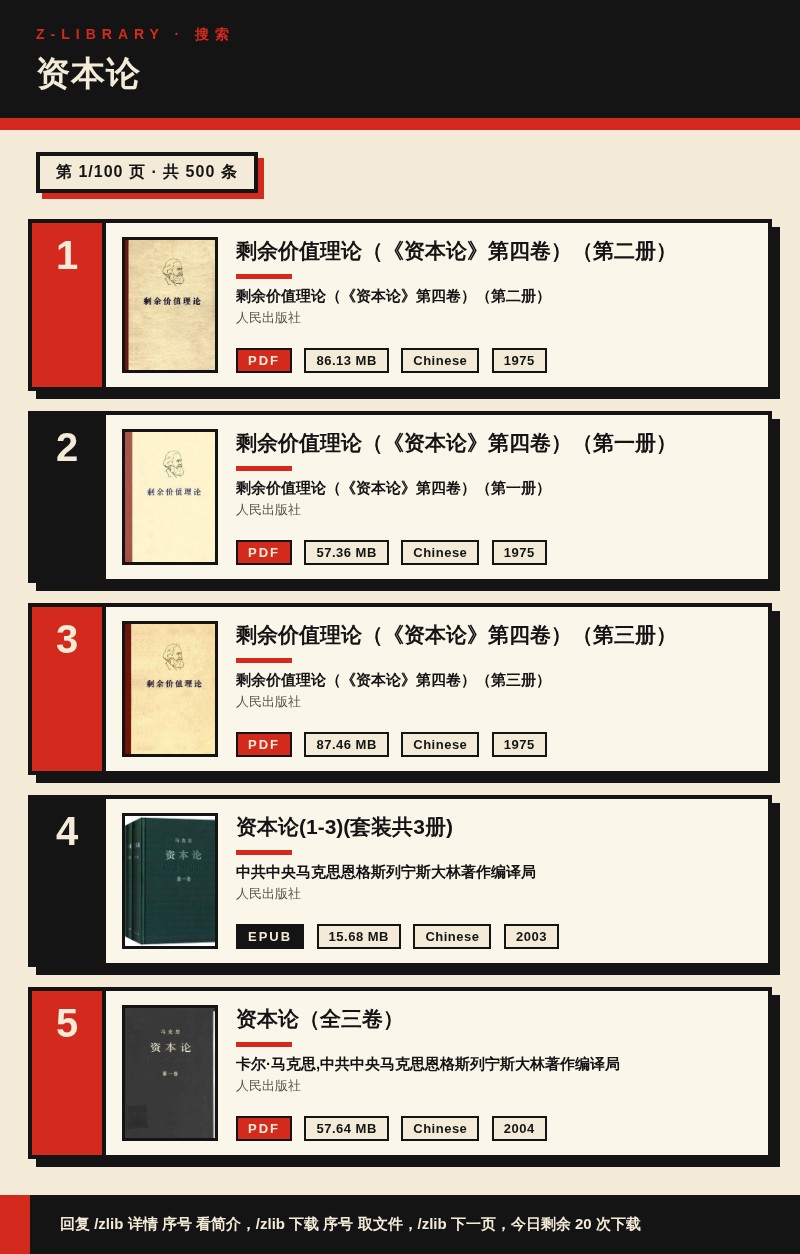 Z-LIBRARY · 搜索
资本论
第 1/100 页 · 共 500 条
1
剩余价值理论
剩余价值理论（《资本论》第四卷）（第二册）
剩余价值理论（《资本论》第四卷）（第二册）
人民出版社
PDF 86.13 MB Chinese 1975
2
剩余价值理论
剩余价值理论（《资本论》第四卷）（第一册）
剩余价值理论（《资本论》第四卷）（第一册）
人民出版社
PDF 57.36 MB Chinese 1975
3
剩余价值理论
剩余价值理论（《资本论》第四卷）（第三册）
剩余价值理论（《资本论》第四卷）（第三册）
人民出版社
PDF 87.46 MB Chinese 1975
4
马克思
资本论
第一卷
资本论(1-3)(套装共3册)
中共中央马克思恩格斯列宁斯大林著作编译局
人民出版社
EPUB 15.68 MB Chinese 2003
5
马克思
资本论
第一卷
资本论（全三卷）
卡尔·马克思,中共中央马克思恩格斯列宁斯大林著作编译局
人民出版社
PDF 57.64 MB Chinese 2004
回复 /zlib 详情 序号 看简介，/zlib 下载 序号 取文件，/zlib 下一页，今日剩余 20 次下载